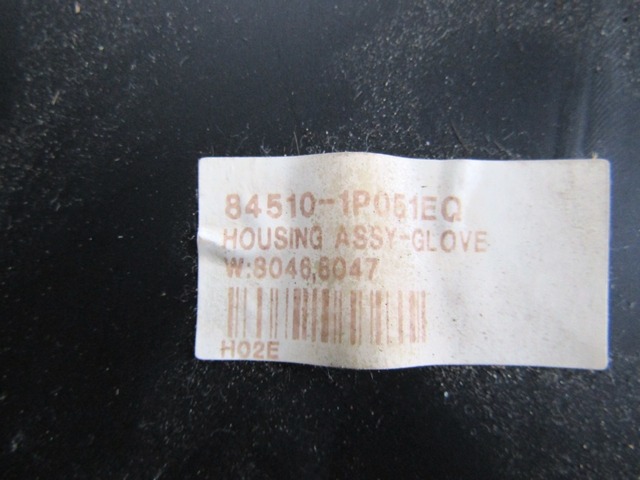 84510-1P051EQ
HOUSING ASSY-GLOVE
W:8046,8047
H02E